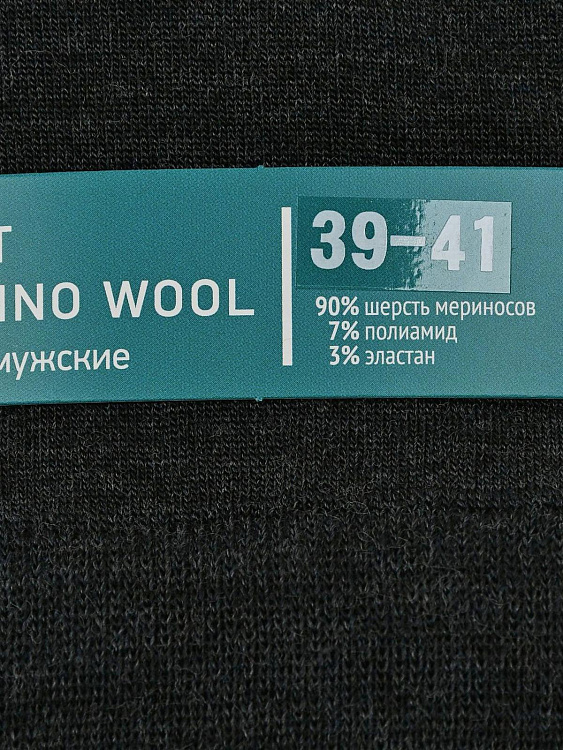 Т
INO WOOL
мужские
39-41
90% шерсть мериносов
7% полиамид
3% эластан